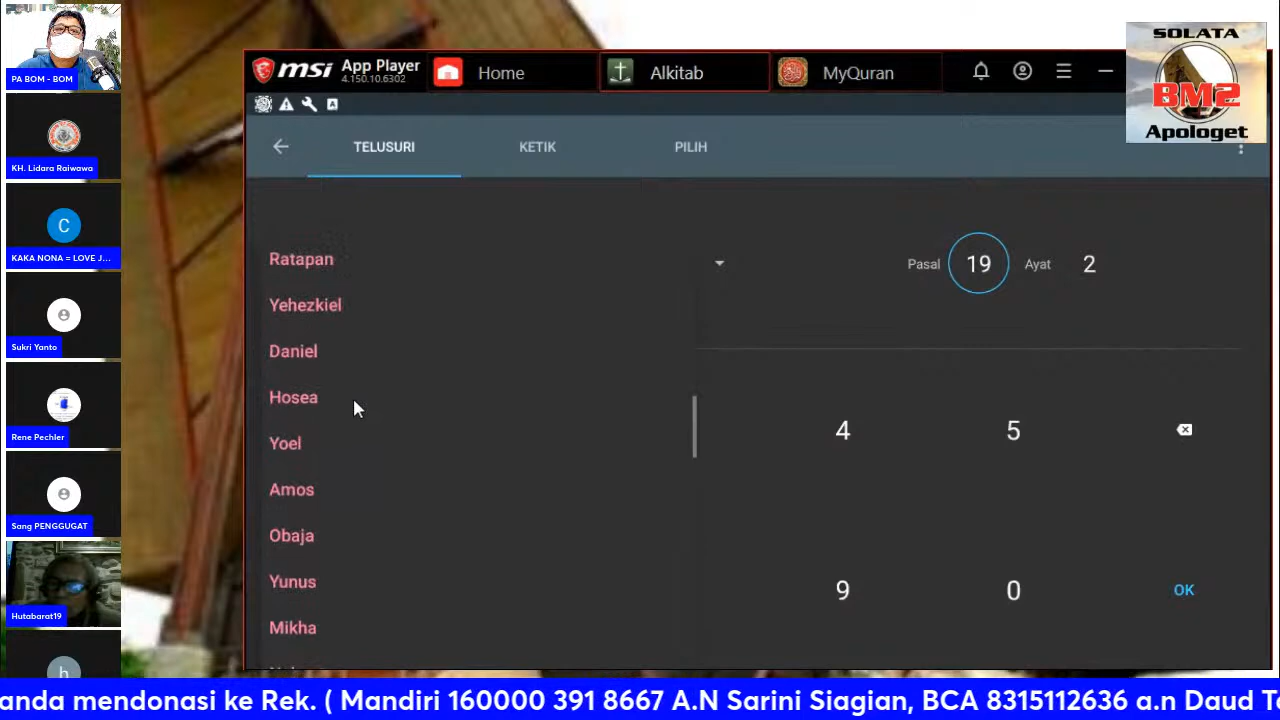 PA BOM - BOM
KH. Lidara Raiwawa
C
KAKA NONA = LOVE J...
Sukri Yanto
Rene Pechler
Sang PENGGUGAT
Hutabarat19
msi App Player
4.150.10.6302
Home
Alkitab
MyQuran
SOLATA
BM2
Apologet
TELUSURI
KETIK
PILIH
Ratapan
Yehezkiel
Daniel
Hosea
Yoel
Amos
Obaja
Yunus
Mikha
Pasal 19 Ayat 2
4 5
9 0 OK
anda mendonasi ke Rek. ( Mandiri 160000 391 8667 A.N Sarini Siagian, BCA 8315112636 a.n Daud